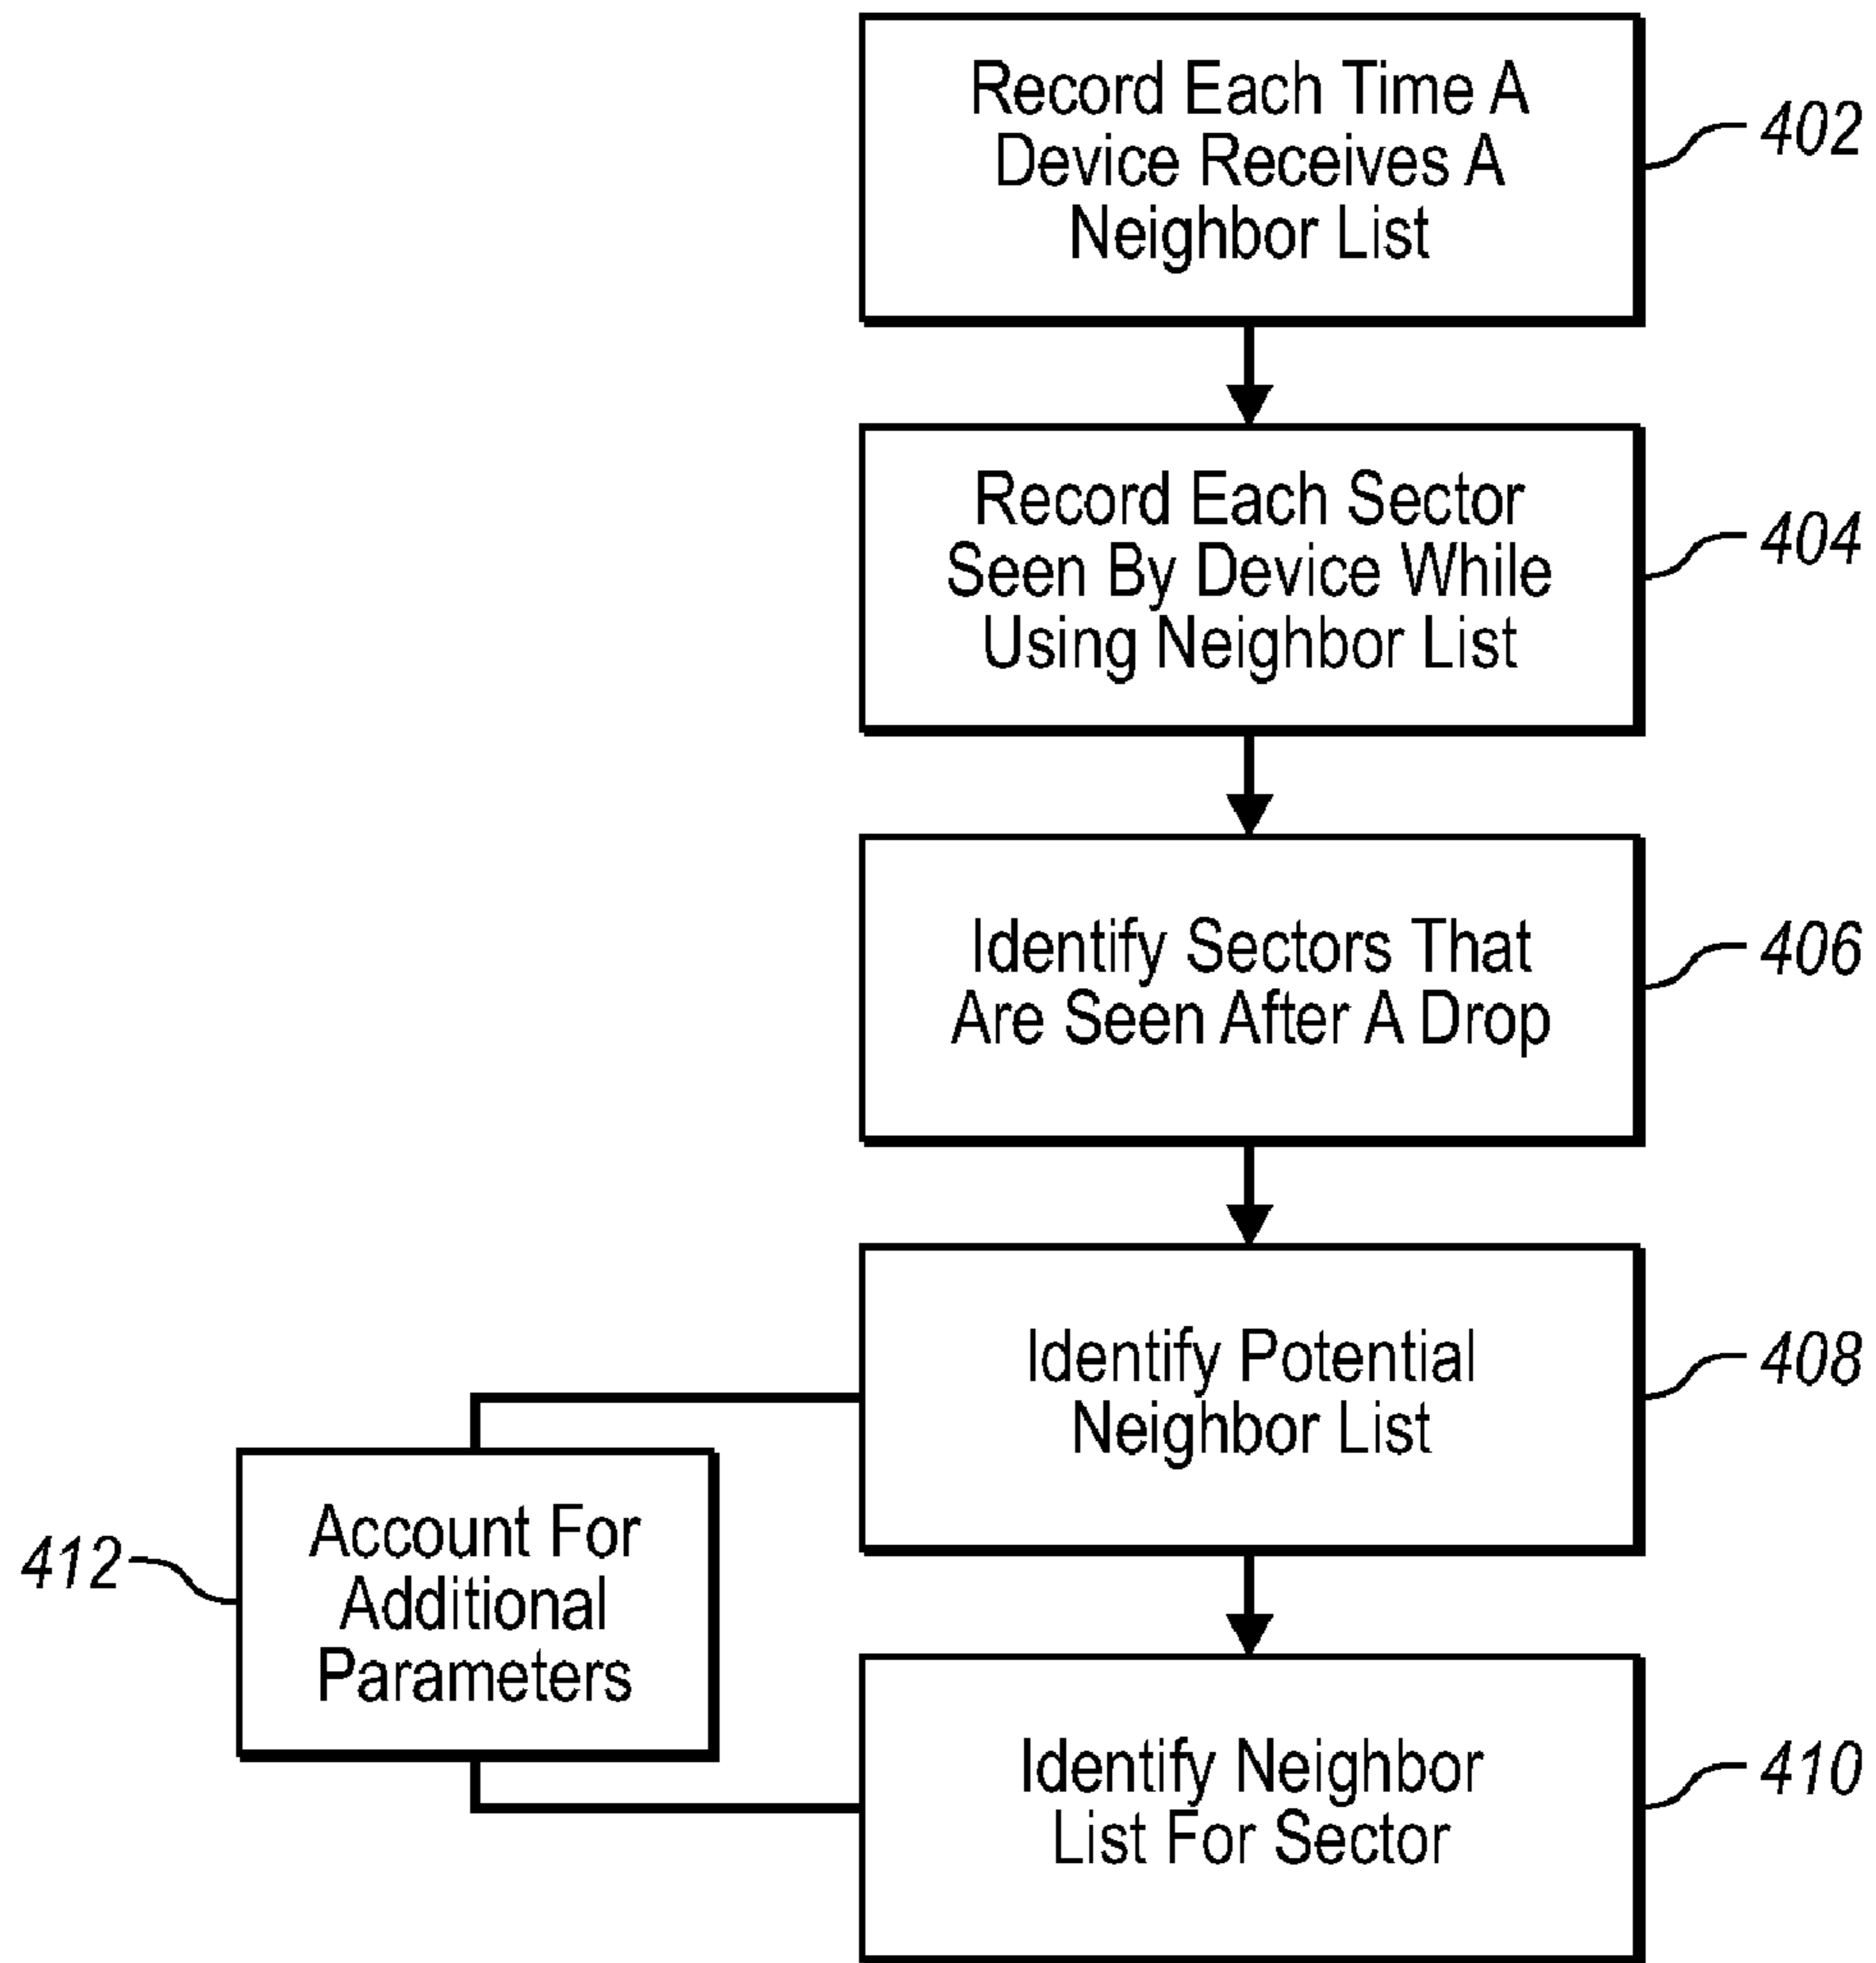 Record Each Time A
Device Receives A
Neighbor List
402
Record Each Sector
Seen By Device While
Using Neighbor List
404
Identify Sectors That
Are Seen After A Drop
406
Identify Potential
Neighbor List
408
Account For
Additional
Parameters
412
Identify Neighbor
List For Sector
410